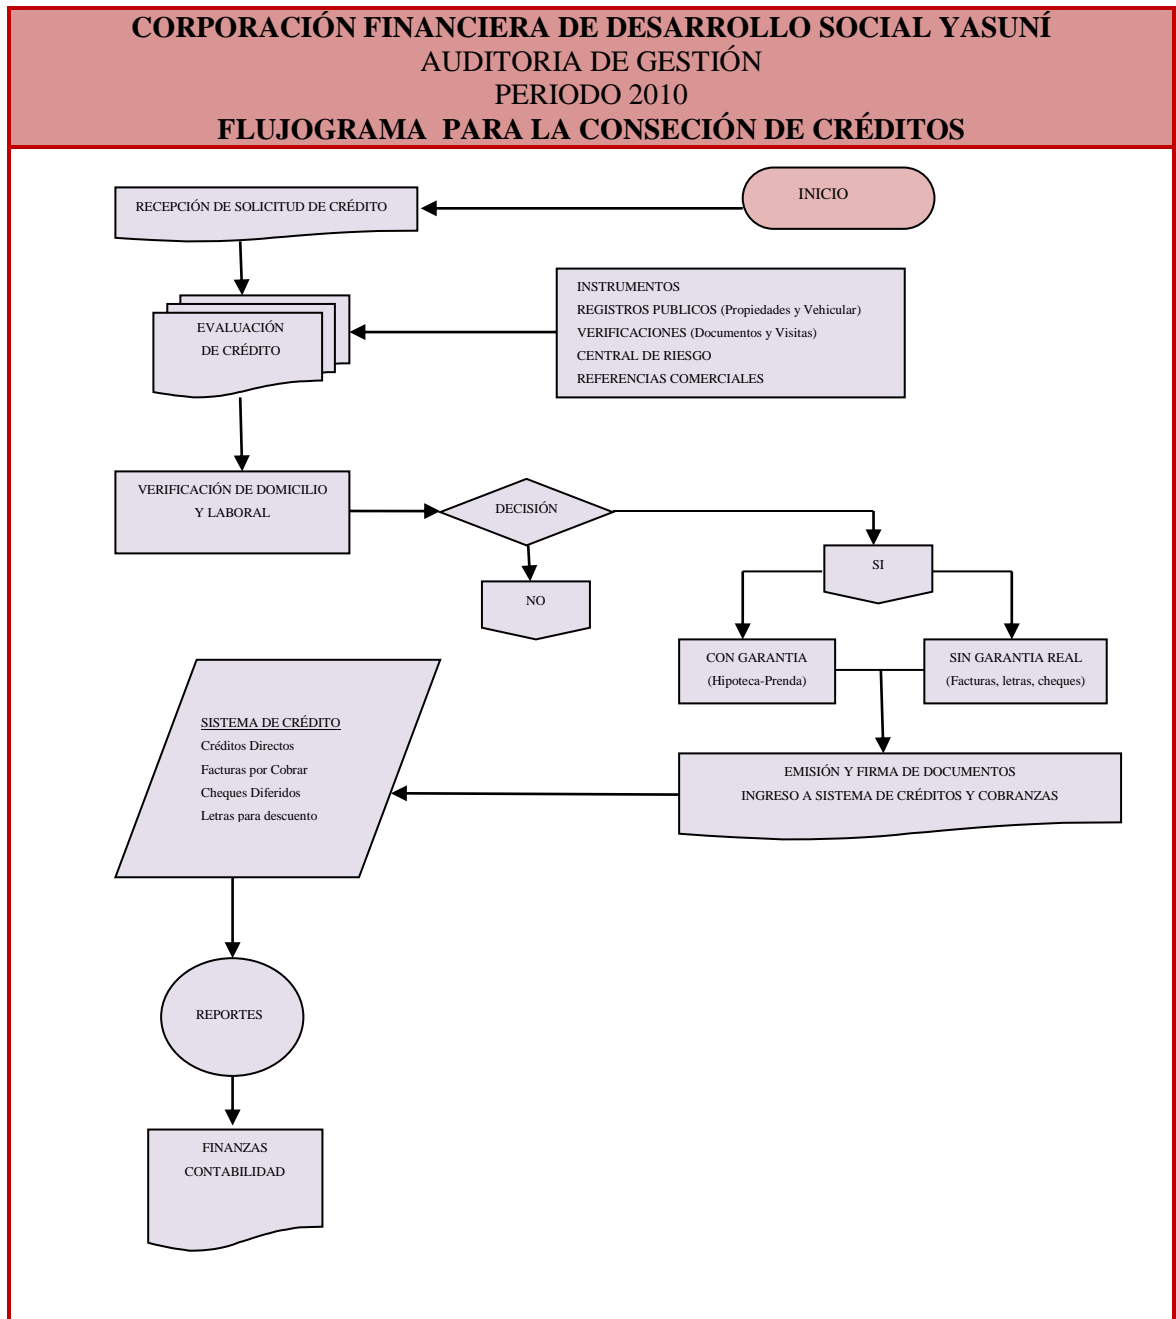 CORPORACIÓN FINANCIERA DE DESARROLLO SOCIAL YASUNÍ
AUDITORIA DE GESTIÓN
PERIODO 2010
FLUJOGRAMA PARA LA CONSECIÓN DE CRÉDITOS
INICIO
RECEPCIÓN DE SOLICITUD DE CRÉDITO
INSTRUMENTOS
REGISTROS PUBLICOS (Propiedades y Vehicular)
VERIFICACIONES (Documentos y Visitas)
CENTRAL DE RIESGO
REFERENCIAS COMERCIALES
EVALUACIÓN
DE CRÉDITO
VERIFICACIÓN DE DOMICILIO
Y LABORAL
DECISIÓN
SI
NO
CON GARANTIA
(Hipoteca-Prenda)
SIN GARANTIA REAL
(Facturas, letras, cheques)
EMISIÓN Y FIRMA DE DOCUMENTOS
INGRESO A SISTEMA DE CRÉDITOS Y COBRANZAS
SISTEMA DE CRÉDITO
Créditos Directos
Facturas por Cobrar
Cheques Diferidos
Letras para descuento
REPORTES
FINANZAS
CONTABILIDAD